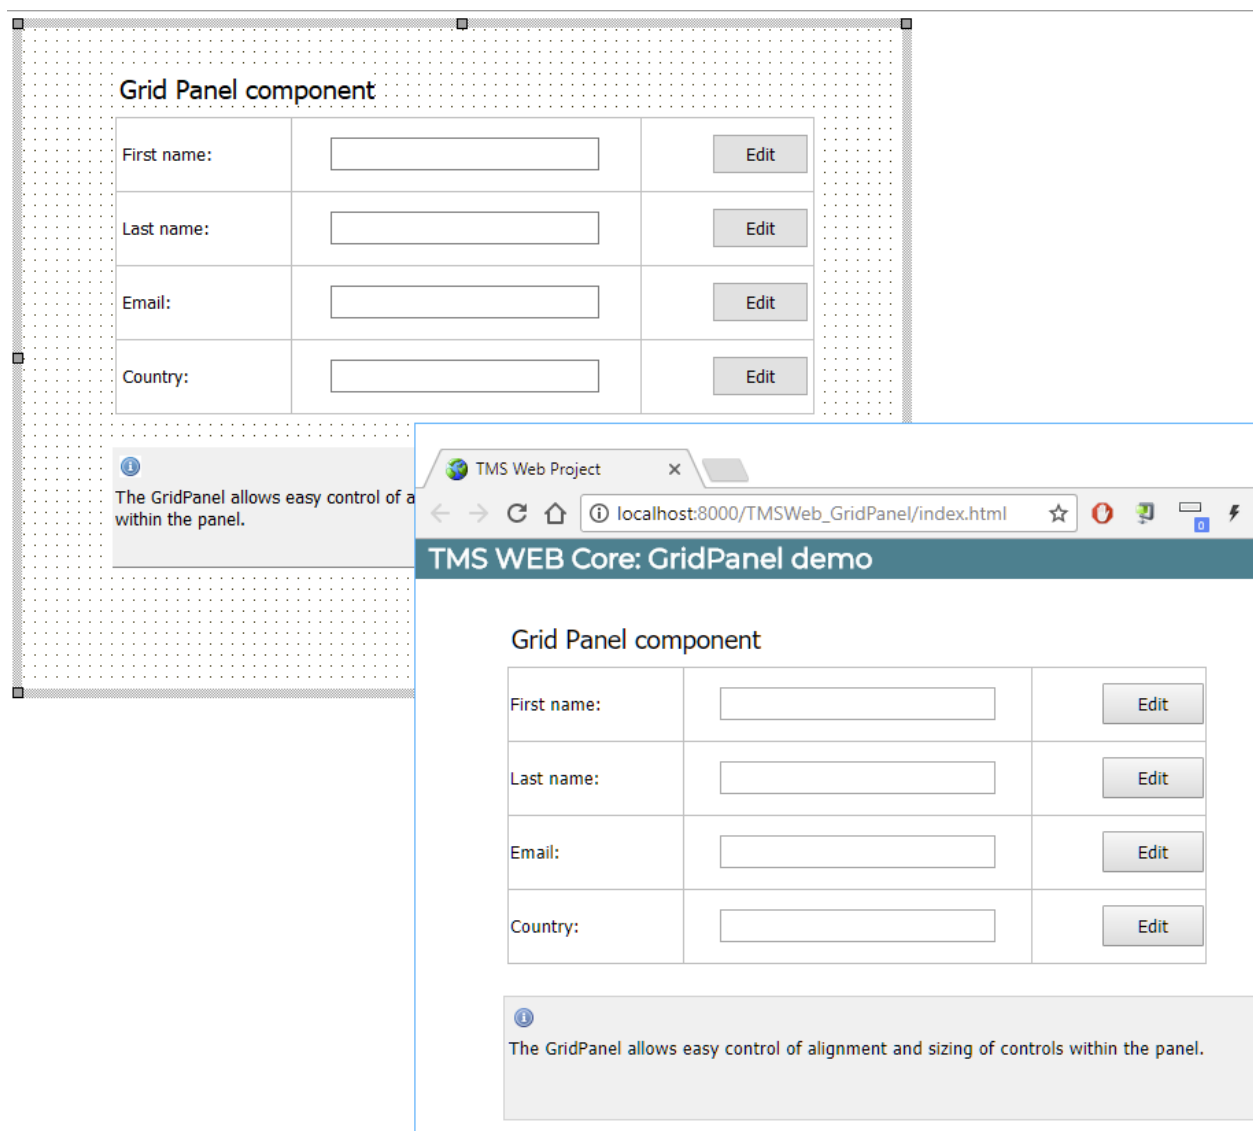 Grid Panel component
First name:
Edit
Last name:
Edit
Email:
Edit
Country:
Edit
The GridPanel allows easy control of a
within the panel.
TMS Web Project
localhost:8000/TMSWeb_GridPanel/index.html
0
TMS WEB Core: GridPanel demo
Grid Panel component
First name:
Edit
Last name:
Edit
Email:
Edit
Country:
Edit
The GridPanel allows easy control of alignment and sizing of controls within the panel.